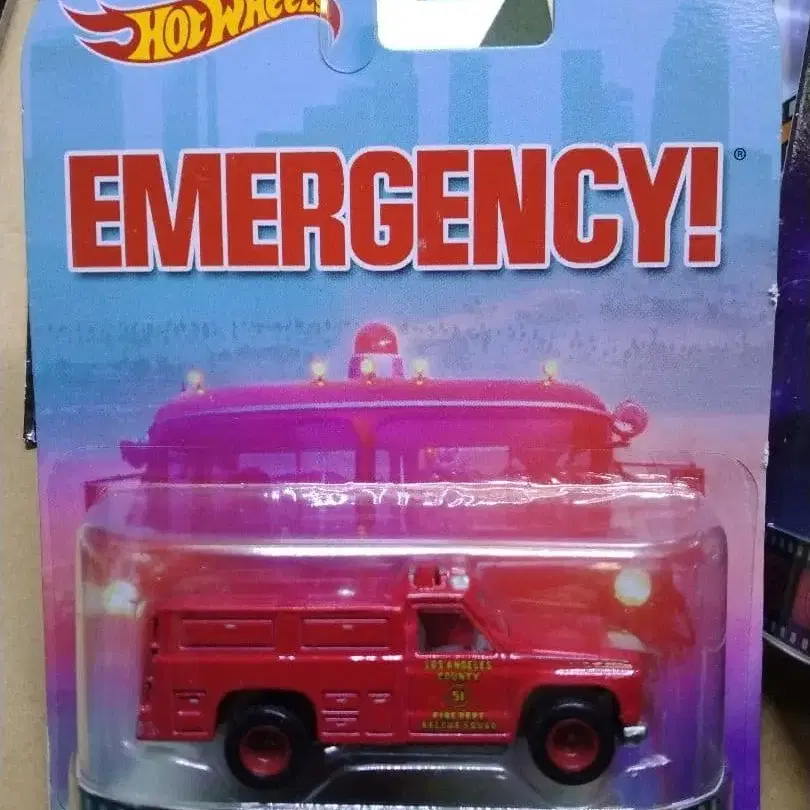 HOT WHEELS
EMERGENCY!
®
LOS ANGELES
COUNTY
51
FIRE DEPT
RESCUE SQUAD